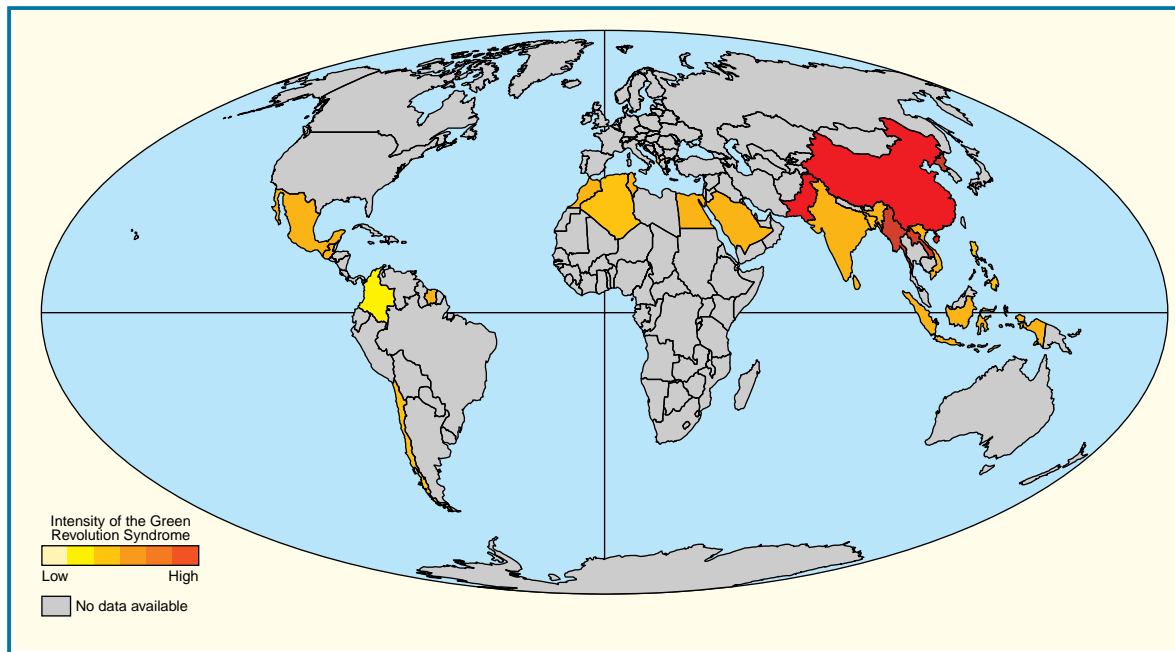 Intensity of the Green
Revolution Syndrome
Low High
No data available